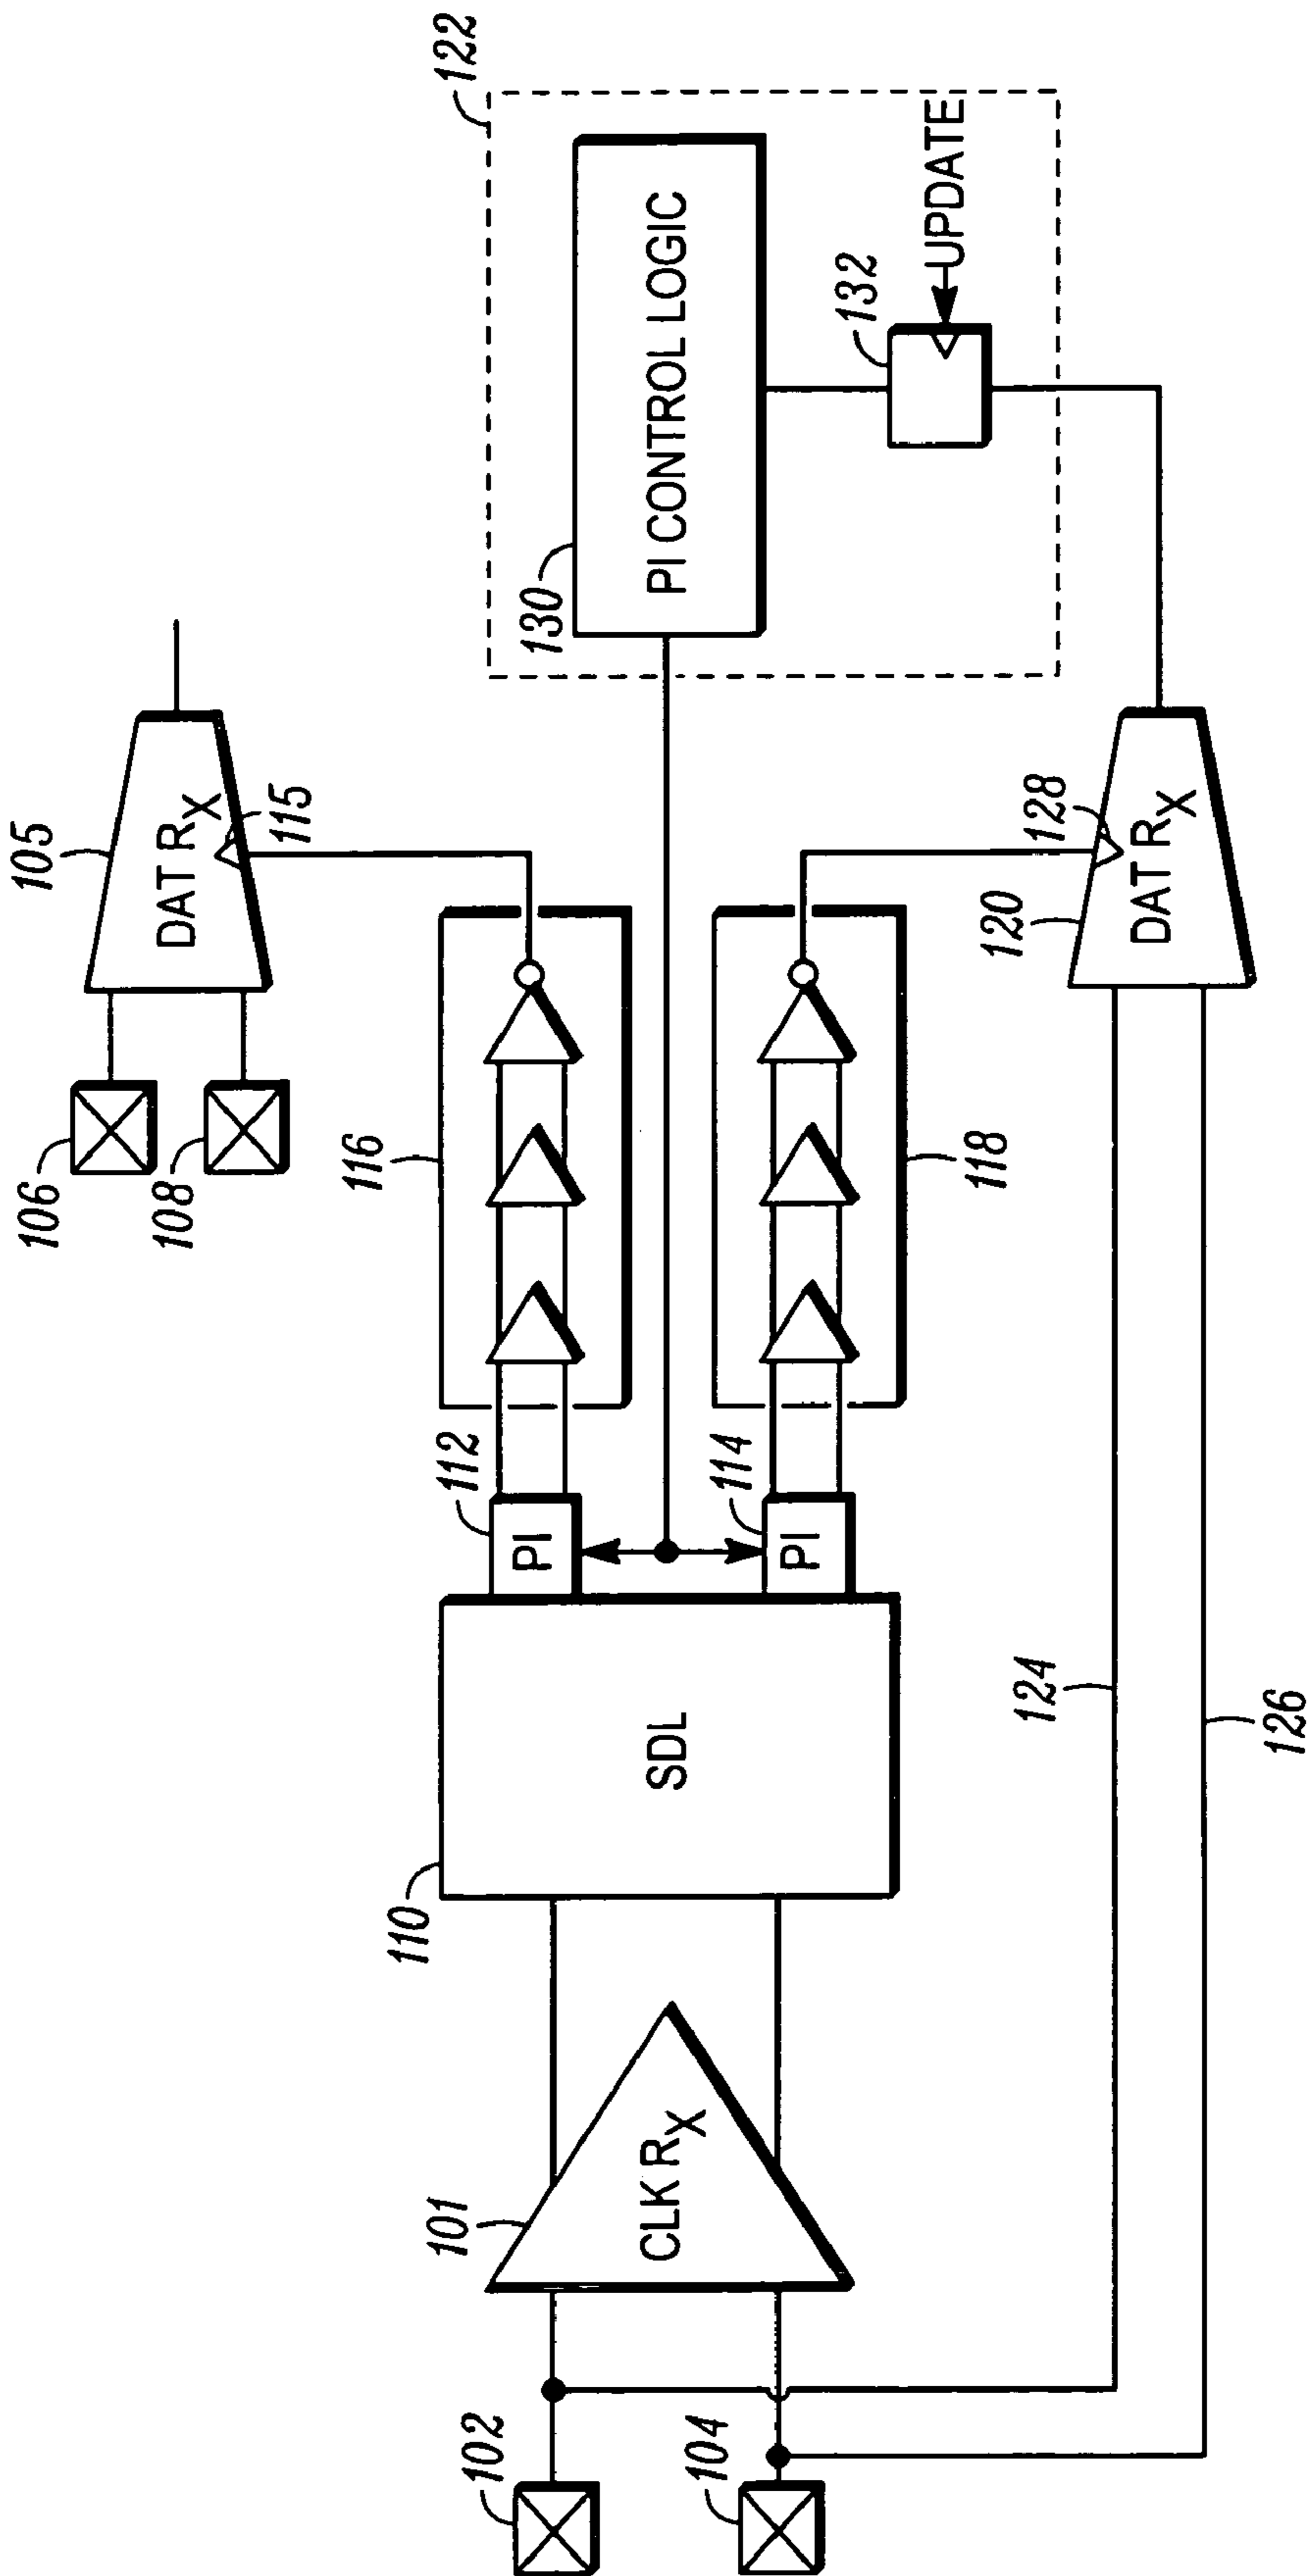 122
105
DAT RX
115
106
108
130
PI CONTROL LOGIC
132
UPDATE
116
112
PI
118
114
PI
120
128
DAT RX
110
SDL
101
CLK RX
102
104
124
126